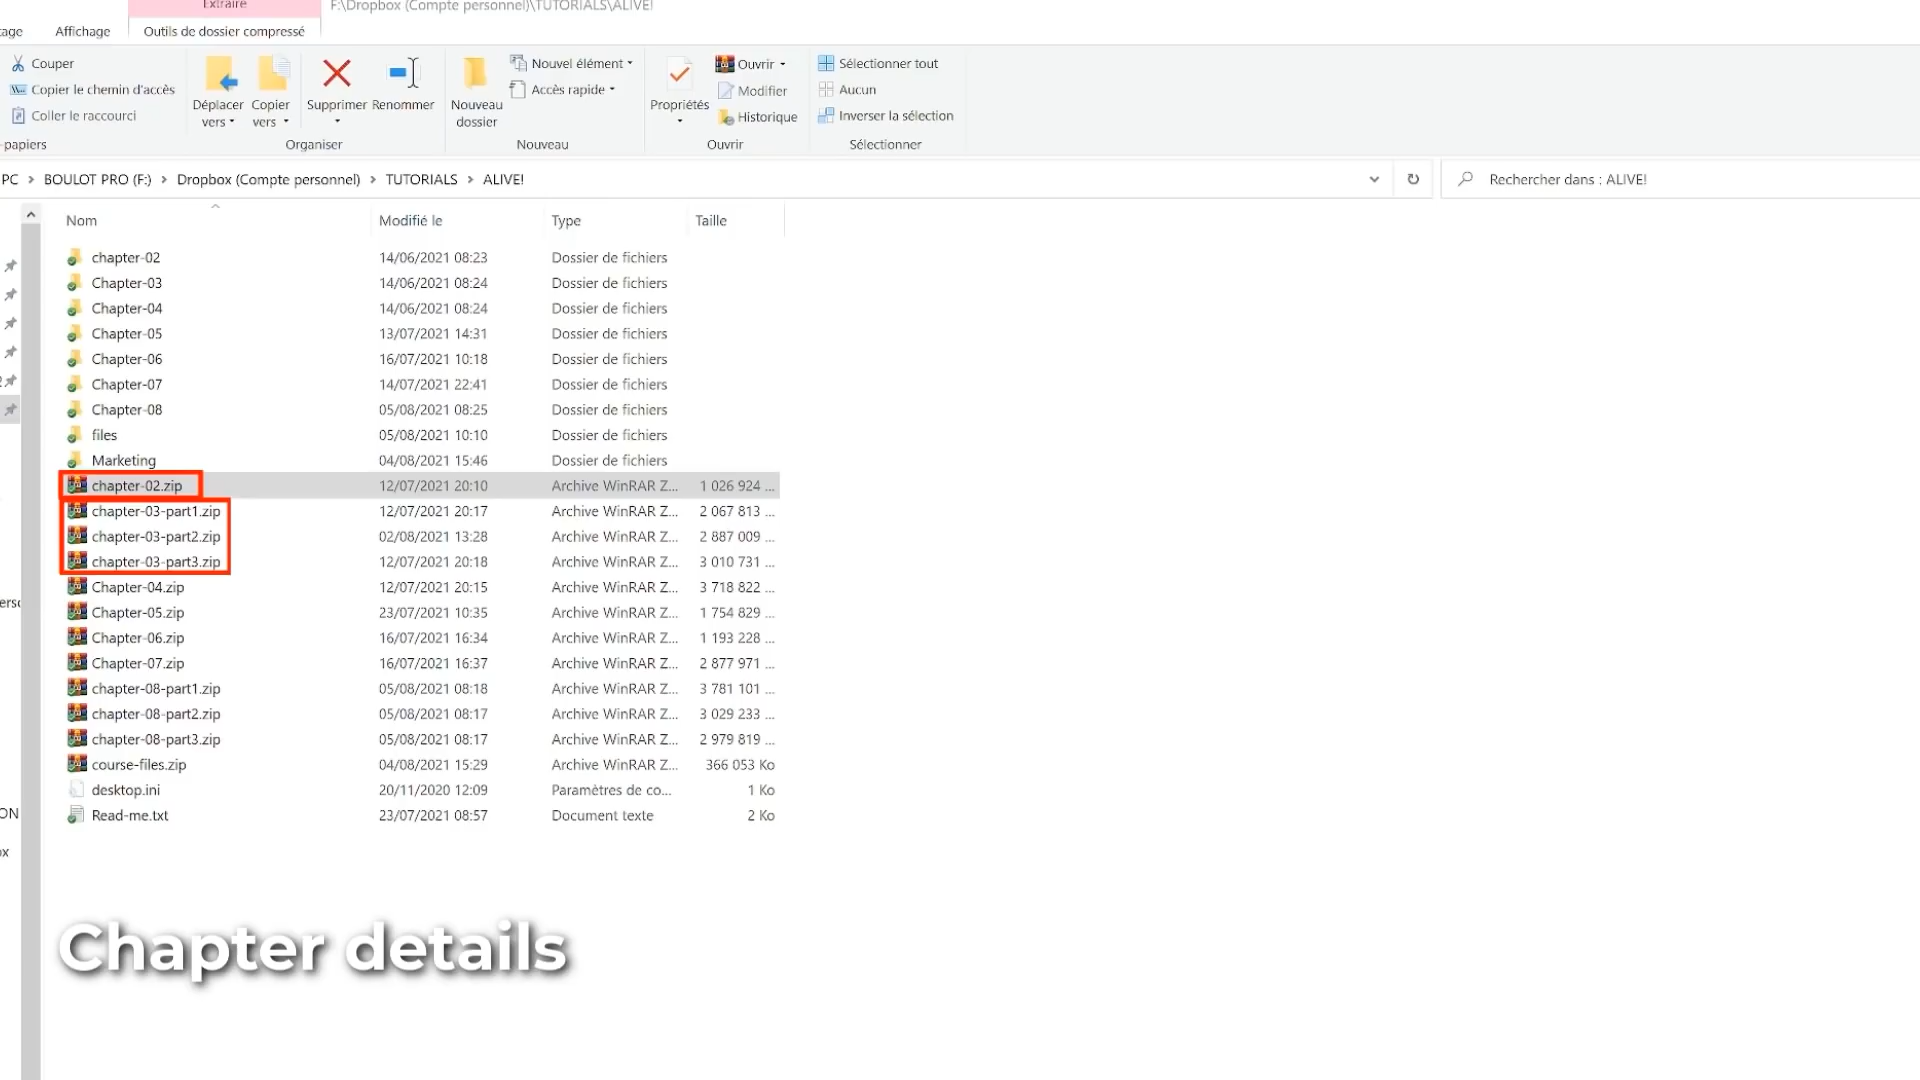 Extraire
F:\Dropbox (Compte personnel)\TUTORIALS\ALIVE!
Affichage
Outils de dossier compressé
Couper
Copier le chemin d'accès
Coller le raccourci
papiers
Déplacer vers
Copier vers
Supprimer
Renommer
Organiser
Nouveau dossier
Nouvel élément
Accès rapide
Nouveau
Propriétés
Ouvrir
Modifier
Historique
Ouvrir
Sélectionner tout
Aucun
Inverser la sélection
Sélectionner
PC > BOULOT PRO (F:) > Dropbox (Compte personnel) > TUTORIALS > ALIVE!
Rechercher dans : ALIVE!
Nom Modifié le Type Taille
chapter-02 14/06/2021 08:23 Dossier de fichiers
Chapter-03 14/06/2021 08:24 Dossier de fichiers
Chapter-04 14/06/2021 08:24 Dossier de fichiers
Chapter-05 13/07/2021 14:31 Dossier de fichiers
Chapter-06 16/07/2021 10:18 Dossier de fichiers
Chapter-07 14/07/2021 22:41 Dossier de fichiers
Chapter-08 05/08/2021 08:25 Dossier de fichiers
files 05/08/2021 10:10 Dossier de fichiers
Marketing 04/08/2021 15:46 Dossier de fichiers
chapter-02.zip 12/07/2021 20:10 Archive WinRAR Z... 1 026 924 ...
chapter-03-part1.zip 12/07/2021 20:17 Archive WinRAR Z... 2 067 813 ...
chapter-03-part2.zip 02/08/2021 13:28 Archive WinRAR Z... 2 887 009 ...
chapter-03-part3.zip 12/07/2021 20:18 Archive WinRAR Z... 3 010 731 ...
Chapter-04.zip 12/07/2021 20:15 Archive WinRAR Z... 3 718 822 ...
Chapter-05.zip 23/07/2021 10:35 Archive WinRAR Z... 1 754 829 ...
Chapter-06.zip 16/07/2021 16:34 Archive WinRAR Z... 1 193 228 ...
Chapter-07.zip 16/07/2021 16:37 Archive WinRAR Z... 2 877 971 ...
chapter-08-part1.zip 05/08/2021 08:18 Archive WinRAR Z... 3 781 101 ...
chapter-08-part2.zip 05/08/2021 08:17 Archive WinRAR Z... 3 029 233 ...
chapter-08-part3.zip 05/08/2021 08:17 Archive WinRAR Z... 2 979 819 ...
course-files.zip 04/08/2021 15:29 Archive WinRAR Z... 366 053 Ko
desktop.ini 20/11/2020 12:09 Paramètres de co... 1 Ko
Read-me.txt 23/07/2021 08:57 Document texte 2 Ko
Chapter details